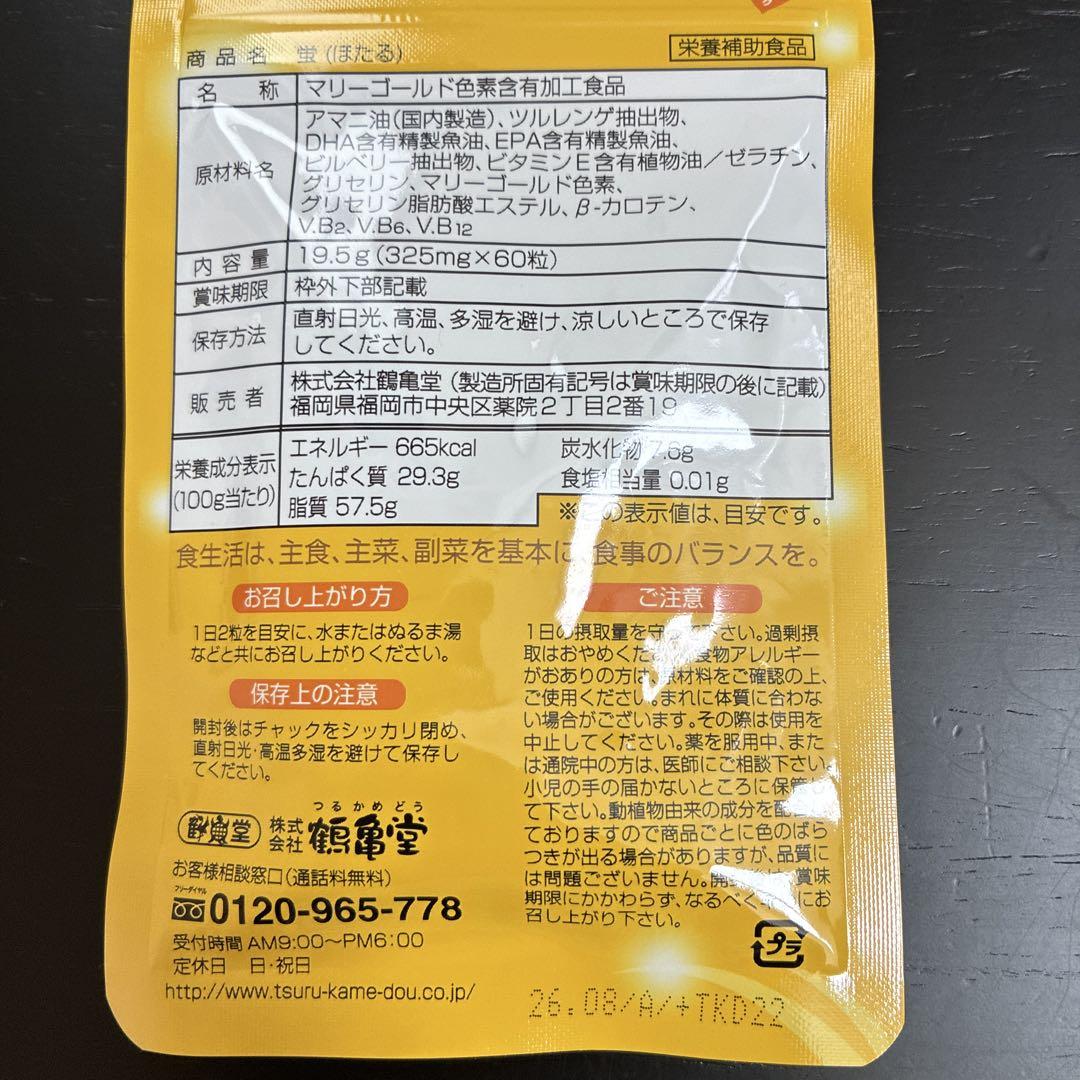 商品名 蛍(ほたる)
栄養補助食品
名称 マリーゴールド色素含有加工食品
原材料名
アマニ油(国内製造)、ツルレンゲ抽出物、
DHA含有精製魚油、EPA含有精製魚油、
ビルベリー抽出物、ビタミンE含有植物油／ゼラチン、
グリセリン、マリーゴールド色素、
グリセリン脂肪酸エステル、β-カロテン、
V.B2、V.B6、V.B12
内容量 19.5g(325mg×60粒)
賞味期限 枠外下部記載
保存方法
直射日光、高温、多湿を避け、涼しいところで保存
してください。
販売者
株式会社鶴亀堂(製造所固有記号は賞味期限の後に記載)
福岡県福岡市中央区薬院2丁目2番19
栄養成分表示
(100g当たり)
エネルギー 665kcal 炭水化物 7.6g
たんぱく質 29.3g 食塩相当量 0.01g
脂質 57.5g
※この表示値は、目安です。
食生活は、主食、主菜、副菜を基本に、食事のバランスを。
お召し上がり方
1日2粒を目安に、水またはぬるま湯
などと共にお召し上がりください。
保存上の注意
開封後はチャックをシッカリ閉め、
直射日光・高温多湿を避けて保存し
てください。
ご注意
1日の摂取量を守 下さい。過剰摂
取はおやめくだ 食物アレルギー
がおありの方は、原材料をご確認の上、
ご使用ください。まれに体質に合わな
い場合がございます。その際は使用を
中止してください。薬を服用中、また
は通院中の方は、医師にご相談下さい。
小児の手の届かないところに保管し
て下さい。動植物由来の成分を配合し
ておりますので商品ごとに色のばら
つきが出る場合がありますが、品質に
は問題ございません。開 賞味
期限にかかわらず、なるべく にお
召し上がり下さい。
野食堂 株式会社 つるかめどう 鶴亀堂
お客様相談窓口(通話料無料)
フリーダイヤル
0120-965-778
受付時間 AM9:00～PM6:00
定休日 日・祝日
http://www.tsuru-kame-dou.co.jp/
プラ
26.08/A/+TKD22